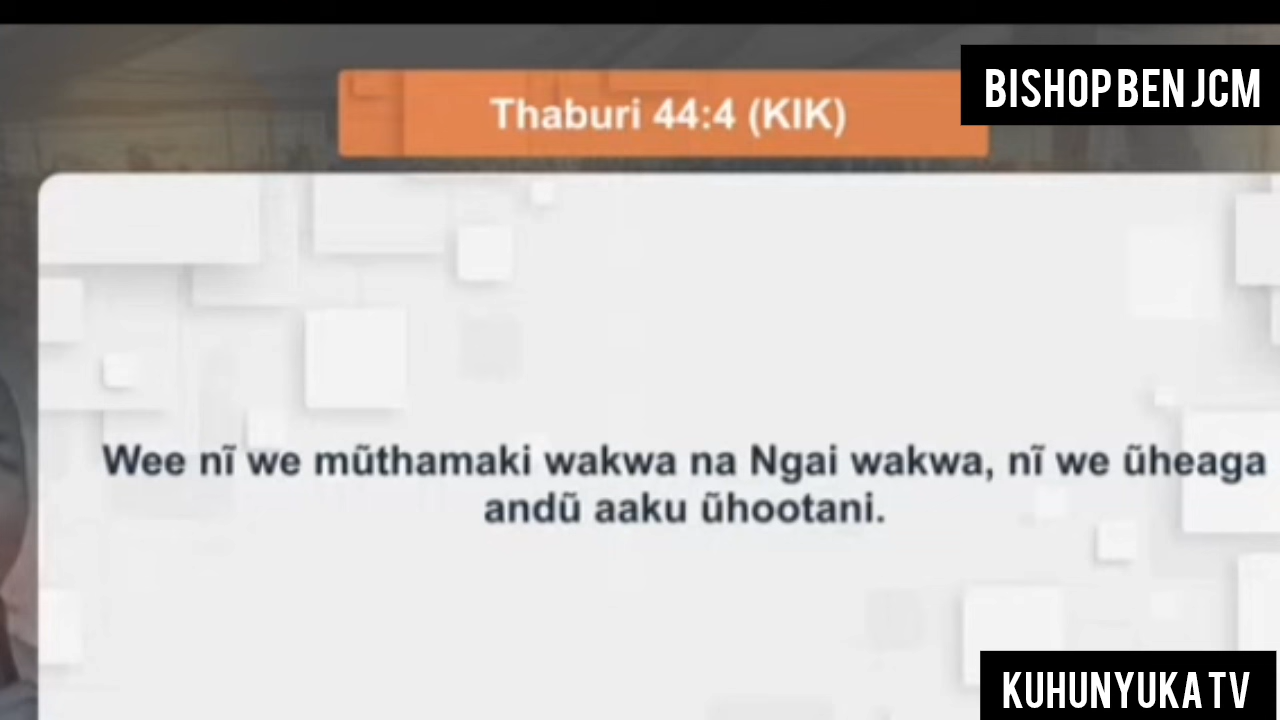 BISHOP BEN JCM
Thaburi 44:4 (KIK)
Wee nĩ we mũthamaki wakwa na Ngai wakwa, nĩ we ũheaga
andũ aaku ũhootani.
KUHUNYUKA TV